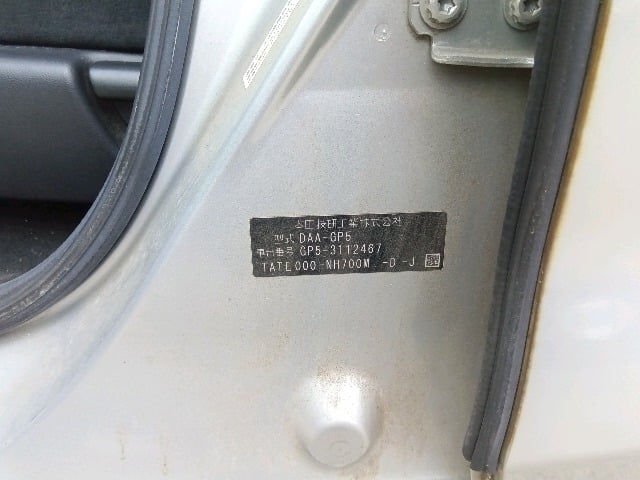 本田技研工業株式会社
型式 DAA-GP5
車台番号 GP5-3112467
TATE000-NH700M -D -J